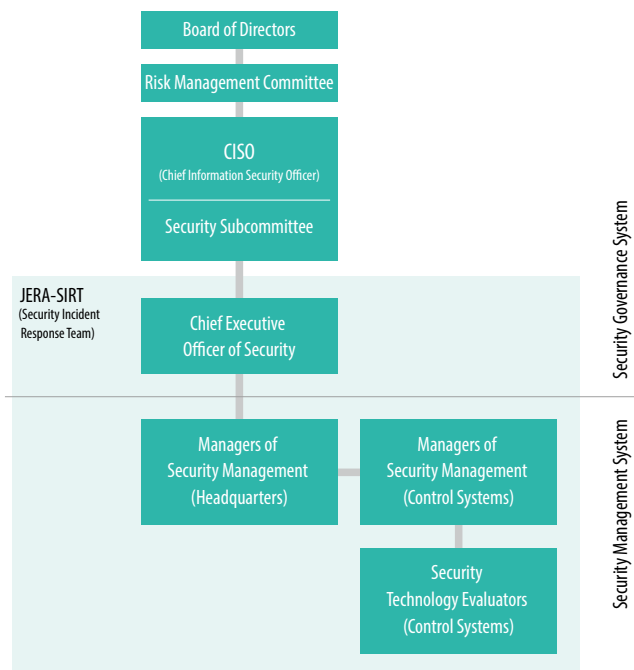 Board of Directors
Risk Management Committee
CISO
(Chief Information Security Officer)
Security Subcommittee
Security Governance System
JERA-SIRT
(Security Incident
Response Team)
Chief Executive
Officer of Security
Managers of
Security Management
(Headquarters)
Managers of
Security Management
(Control Systems)
Security Management System
Security
Technology Evaluators
(Control Systems)